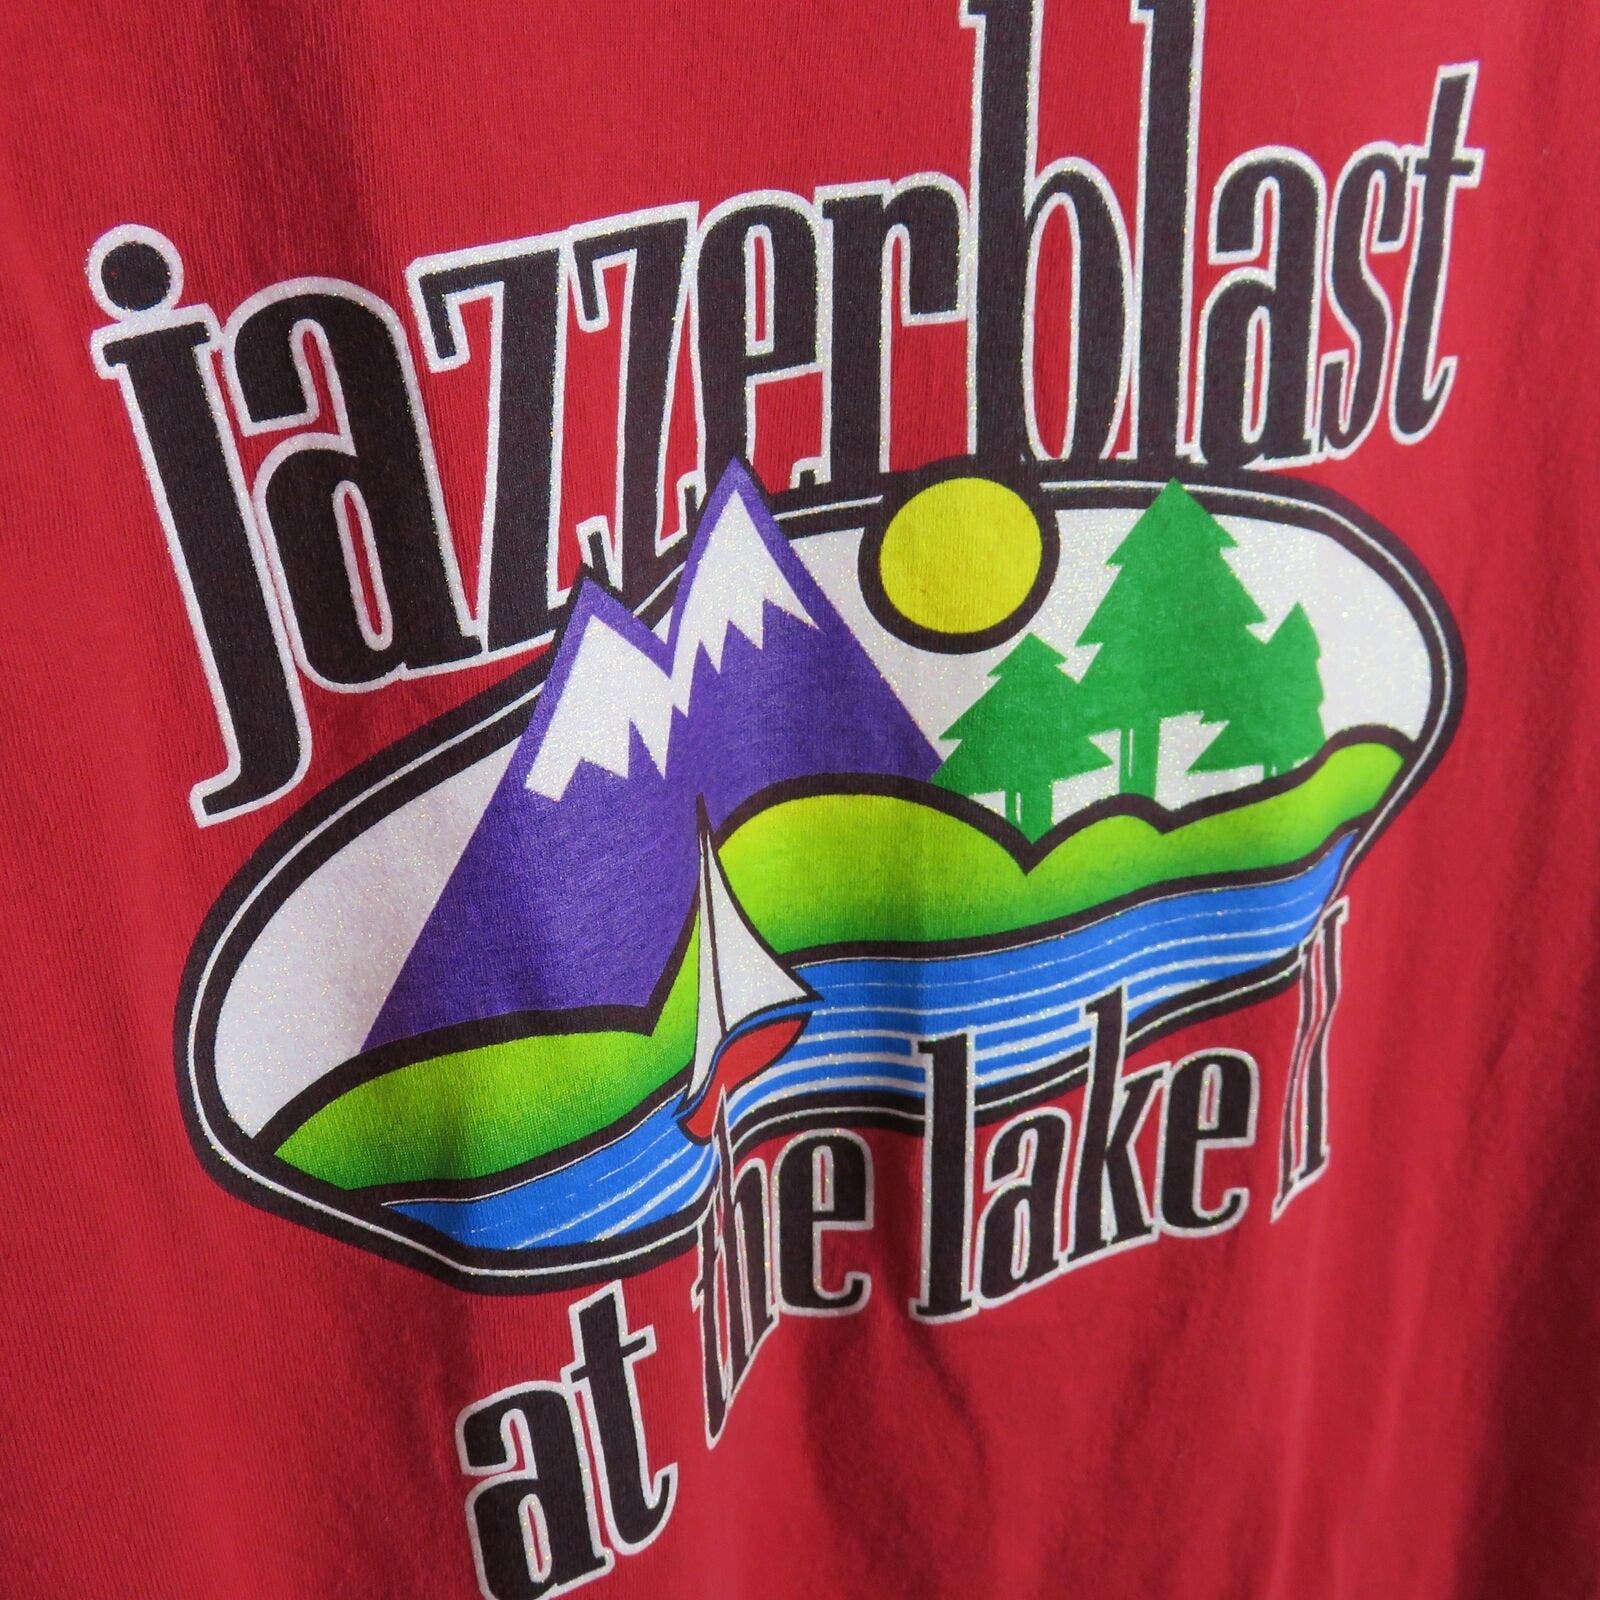 jazzerblast
at the lake II